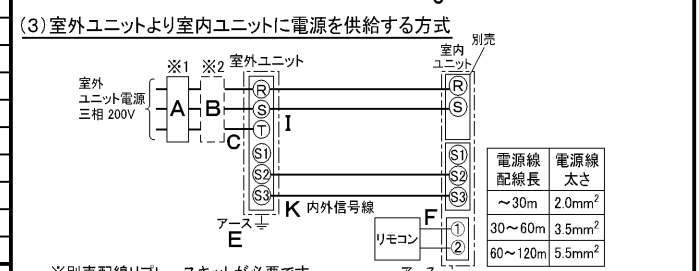 (3)室外ユニットより室内ユニットに電源を供給する方式
※1 ※2 室外ユニット
室内
ユニット
別売
室外
ユニット電源
三相 200V
A
B
C
R
S
T
S1
S2
S3
I
K 内外信号線
R
S
S1
S2
S3
アース
E
リモコン
F
①
②
電源線
配線長
電源線
太さ
～30m 2.0mm²
30～60m 3.5mm²
60～120m 5.5mm²